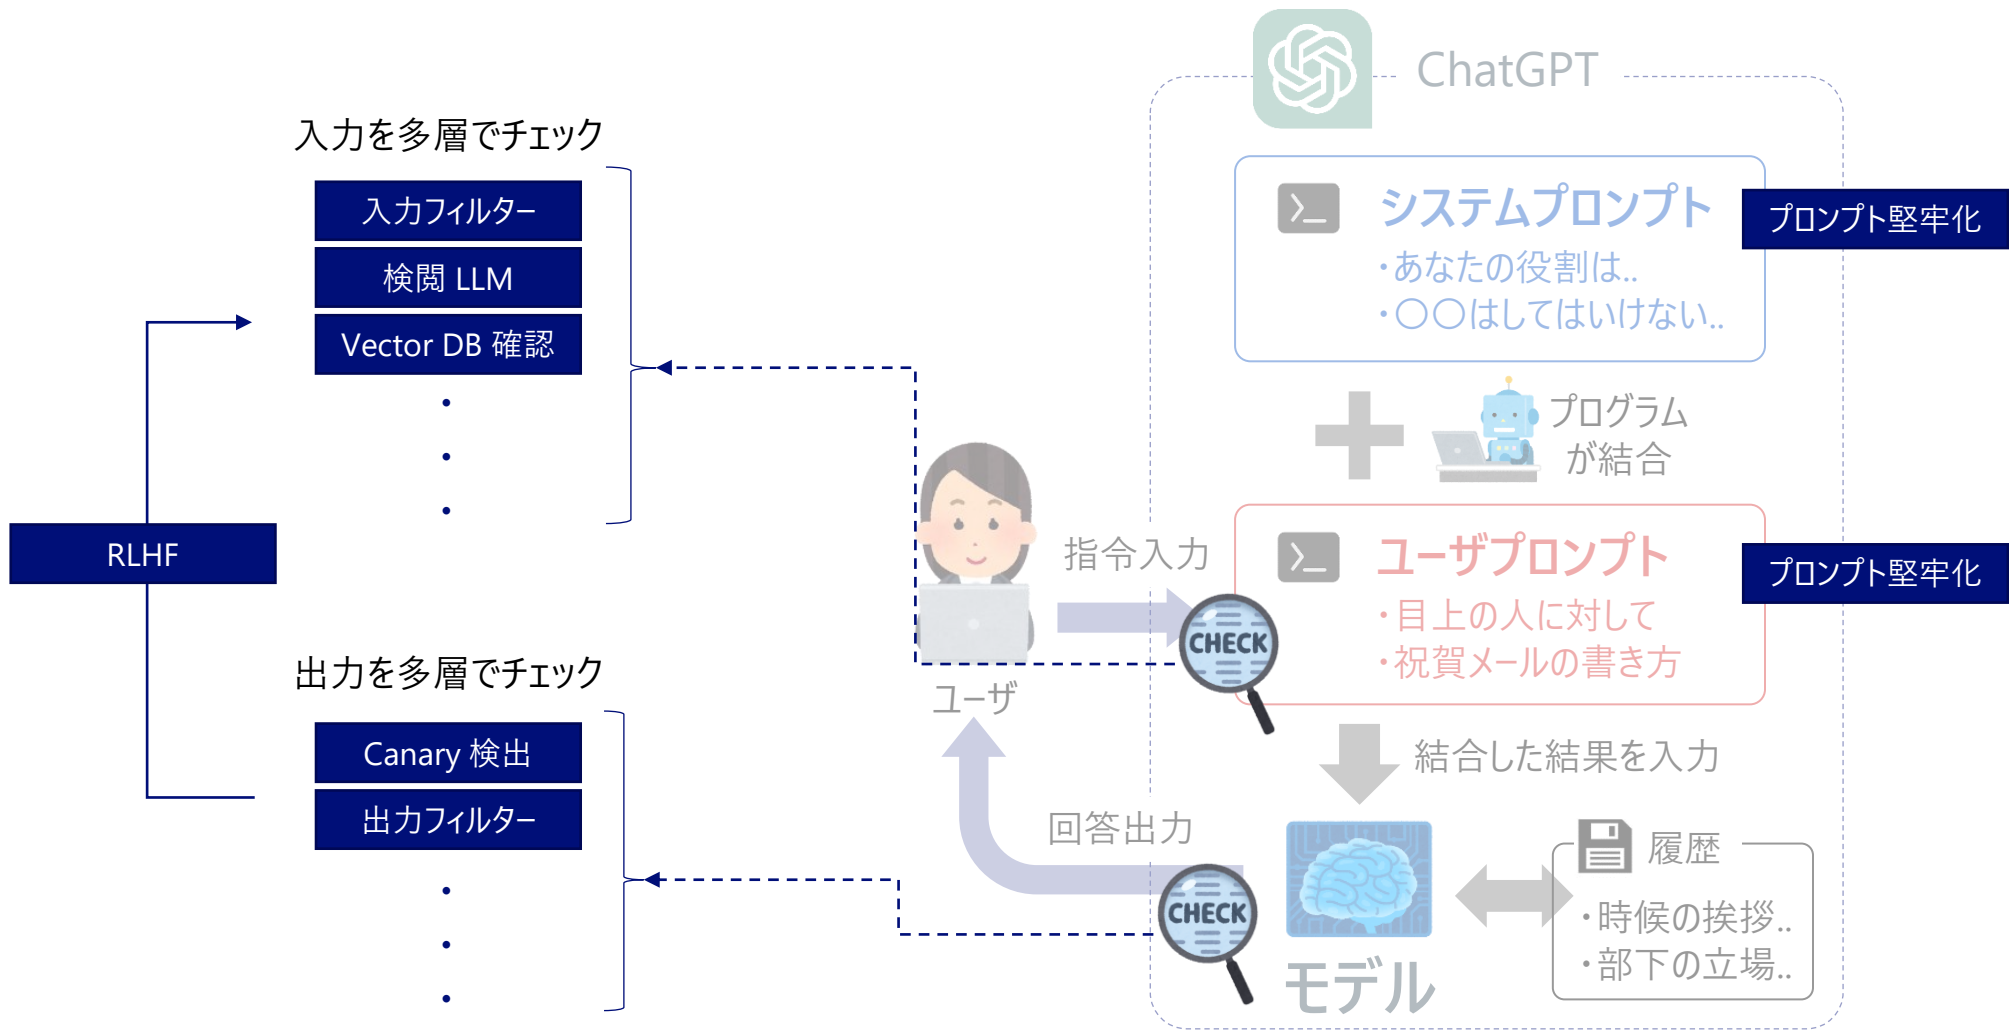 ChatGPT
入力を多層でチェック
入力フィルター
検閲 LLM
Vector DB 確認
・
・
・
RLHF
出力を多層でチェック
Canary 検出
出力フィルター
・
・
・
システムプロンプト
・あなたの役割は..
・〇〇はしてはいけない..
プロンプト堅牢化
プログラム
が結合
ユーザプロンプト
・目上の人に対して
・祝賀メールの書き方
プロンプト堅牢化
指令入力
CHECK
ユーザ
結合した結果を入力
回答出力
CHECK
モデル
履歴
・時候の挨拶..
・部下の立場..